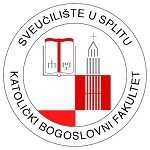 SVEUČILIŠTE U SPLITU
KATOLIČKI BOGOSLOVNI FAKULTET